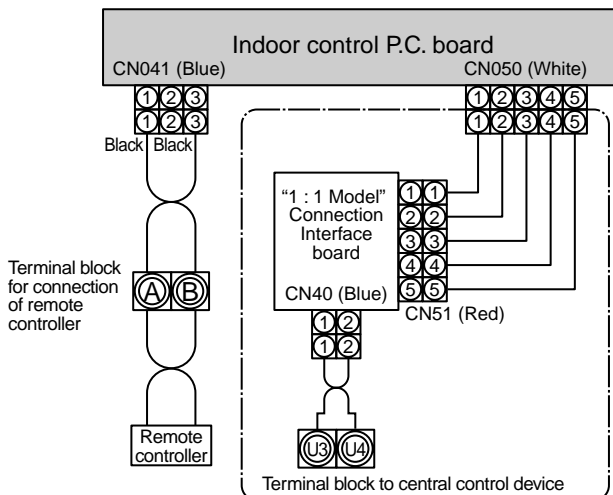 Indoor control P.C. board
CN041 (Blue)
CN050 (White)
1 2 3
1 2 3
1 2 3 4 5
1 2 3 4 5
Black Black
"1 : 1 Model"
Connection
Interface
board
1 1
2 2
3 3
4 4
5 5
CN40 (Blue)
CN51 (Red)
1 2
1 2
Terminal block
for connection
of remote
controller
A B
Remote
controller
U3 U4
Terminal block to central control device